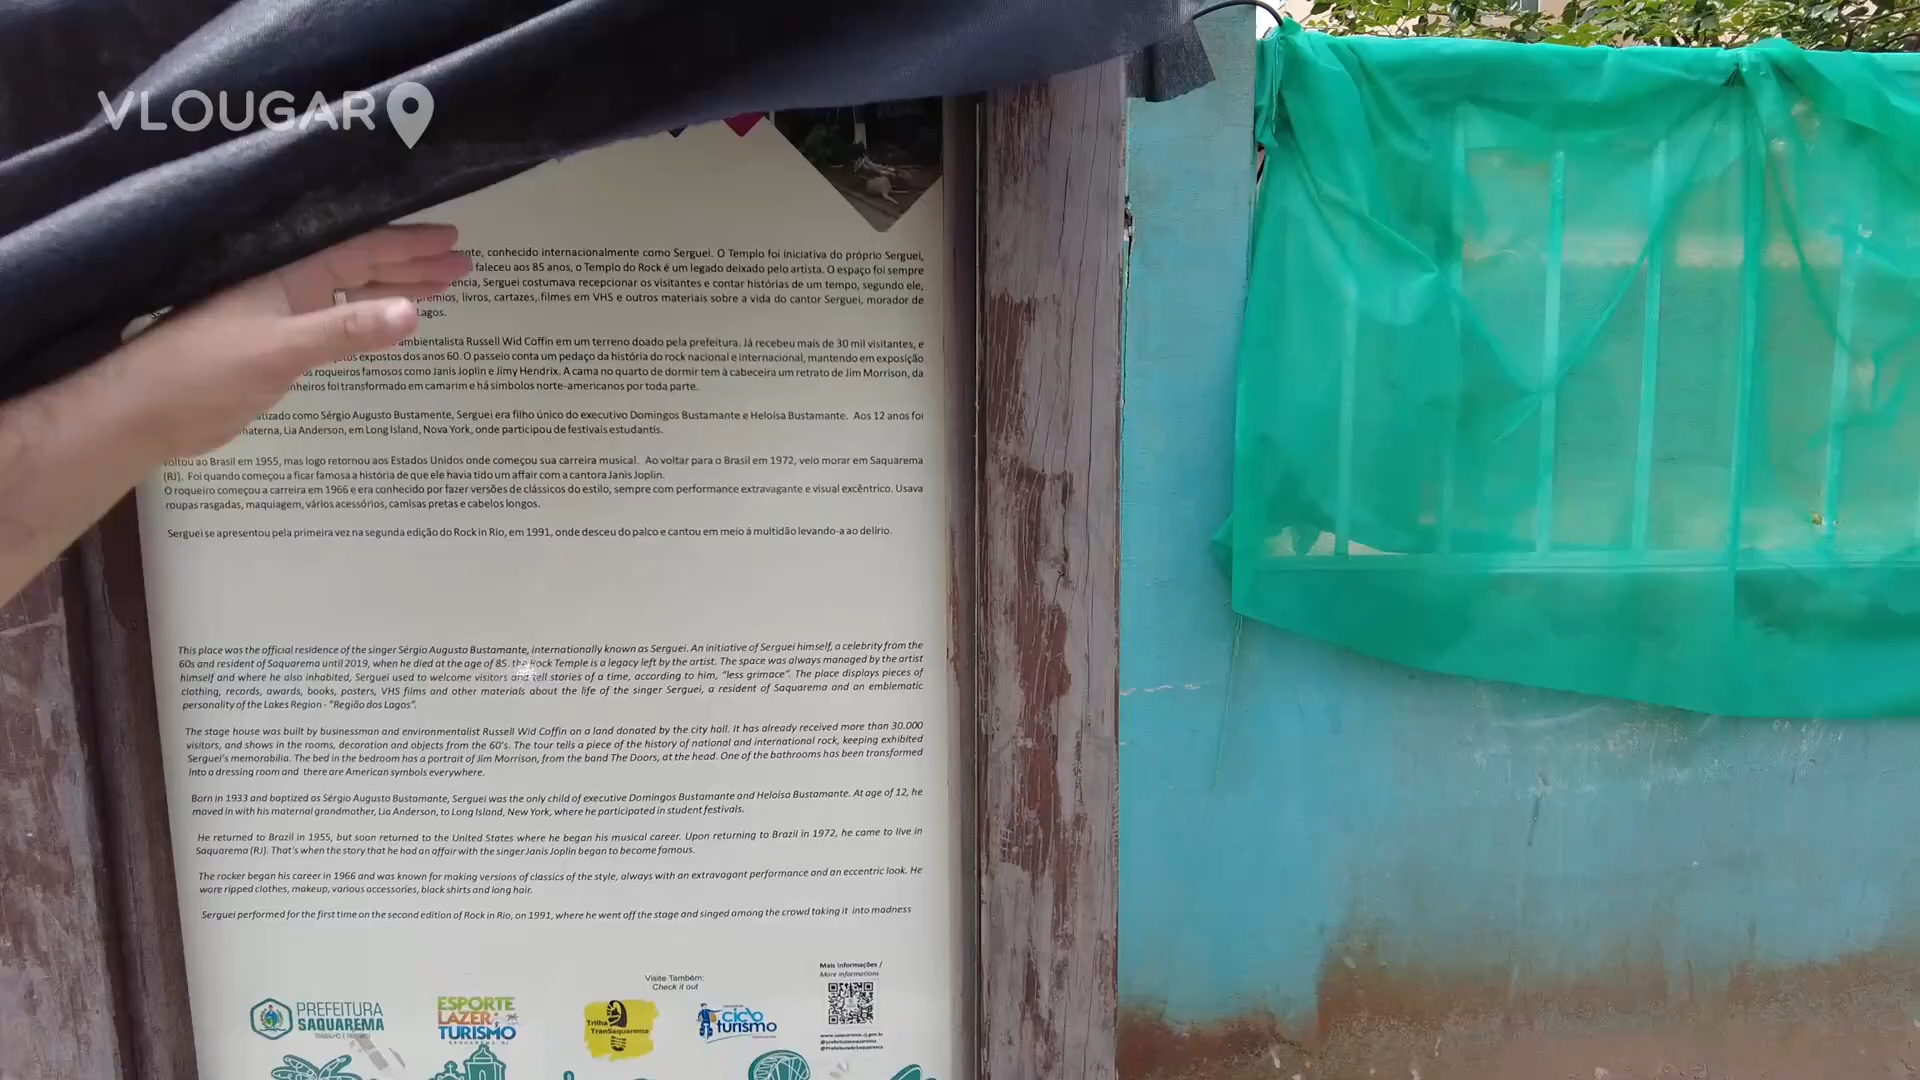 VLOUGAR
conhecido internacionalmente como Serguei. O Templo foi iniciativa do próprio Serguei,
faleceu aos 85 anos, o Templo do Rock é um legado deixado pelo artista. O espaço foi sempre
Serguei costumava recepcionar os visitantes e contar histórias de um tempo, segundo ele,
prêmios, livros, cartazes, filmes em VHS e outros materiais sobre a vida do cantor Serguei, morador de
Lagos.
ambientalista Russell Wid Coffin em um terreno doado pela prefeitura. Já recebeu mais de 30 mil visitantes, e
expostos dos anos 60. O passeio conta um pedaço da história do rock nacional e internacional, mantendo em exposição
roqueiros famosos como Janis Joplin e Jimy Hendrix. A cama no quarto de dormir tem à cabeceira um retrato de Jim Morrison, da
foi transformado em camarim e há simbolos norte-americanos por toda parte.
como Sérgio Augusto Bustamente, Serguei era filho único do executivo Domingos Bustamante e Heloísa Bustamante. Aos 12 anos foi
materna, Lia Anderson, em Long Island, Nova York, onde participou de festivais estudantis.
voltou ao Brasil em 1955, mas logo retornou aos Estados Unidos onde começou sua carreira musical. Ao voltar para o Brasil em 1972, veio morar em Saquarema
(RJ). Foi quando começou a ficar famosa a história de que ele havia tido um affair com a cantora Janis Joplin.
O roqueiro começou a carreira em 1966 e era conhecido por fazer versões de clássicos do estilo, sempre com performance extravagante e visual excêntrico. Usava
roupas rasgadas, maquiagem, vários acessórios, camisas pretas e cabelos longos.
Serguei se apresentou pela primeira vez na segunda edição do Rock in Rio, em 1991, onde desceu do palco e cantou em meio á multidão levando-a ao delírio.
This place was the official residence of the singer Sérgio Augusto Bustamente, internationally known as Serguei. An initiative of Serguei himself, a celebrity from the
60s and resident of Saquarema until 2019, when he died at the age of 85, the Rock Temple is a legacy left by the artist. The space was always managed by the artist
himself and where he also inhabited, Serguei used to welcome visitors and tell stories of a time, according to him, "less grimace". The place displays pieces of
clothing, records, awards, books, posters, VHS films and other materials about the life of the singer Serguei, a resident of Saquarema and an emblematic
personality of the Lakes Region - "Região dos Lagos".
The stage house was built by businessman and environmentalist Russell Wid Coffin on a land donated by the city hall. It has already received more than 30.000
visitors, and shows in the rooms, decoration and objects from the 60's. The tour tells a piece of the history of national and international rock, keeping exhibited
Serguei's memorabilia. The bed in the bedroom has a portrait of Jim Morrison, from the band The Doors, at the head. One of the bathrooms has been transformed
into a dressing room and there are American symbols everywhere.
Born in 1933 and baptized as Sérgio Augusto Bustamente, Serguei was the only child of executive Domingos Bustamante and Heloísa Bustamante. At age of 12, he
moved in with his maternal grandmother, Lia Anderson, to Long Island, New York, where he participated in student festivals.
He returned to Brazil in 1955, but soon returned to the United States where he began his musical career. Upon returning to Brazil in 1972, he came to live in
Saquarema (RJ). That's when the story that he had an affair with the singer Janis Joplin began to become famous.
The rocker began his career in 1966 and was known for making versions of classics of the style, always with an extravagant performance and an eccentric look. He
wore ripped clothes, makeup, various accessories, black shirts and long hair.
Serguei performed for the first time on the second edition of Rock in Rio, on 1991, where he went off the stage and singed among the crowd taking it into madness
Visite Também:
Check it out
Mais Informações /
More informations
PREFEITURA
SAQUAREMA
ESPORTE
LAZER
TURISMO
SAQUAREMA RJ
Trilha
TranSaquarema
ciclo
turismo
www.saquarema.rj.gov.br
@prefeituradesaquarema